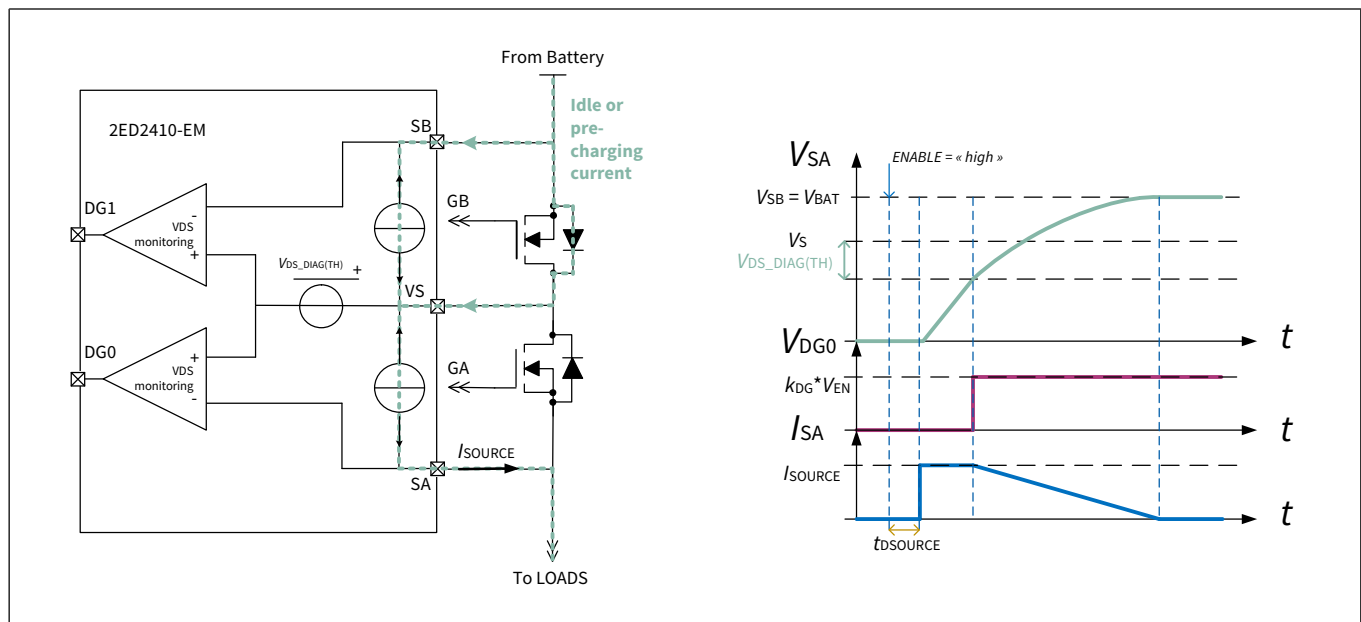 From Battery
Idle or
pre-
charging
current
2ED2410-EM
SB
GB
DG1
-
VDS
monitoring
+
VDS_DIAG(TH)
+
VS
DG0
+
VDS
monitoring
-
GA
ISOURCE
SA
To LOADS
VSA
ENABLE = « high »
VSB = VBAT
VS
VDS_DIAG(TH)
t
VDG0
kDG*VEN
t
ISA
ISOURCE
t
tDSOURCE